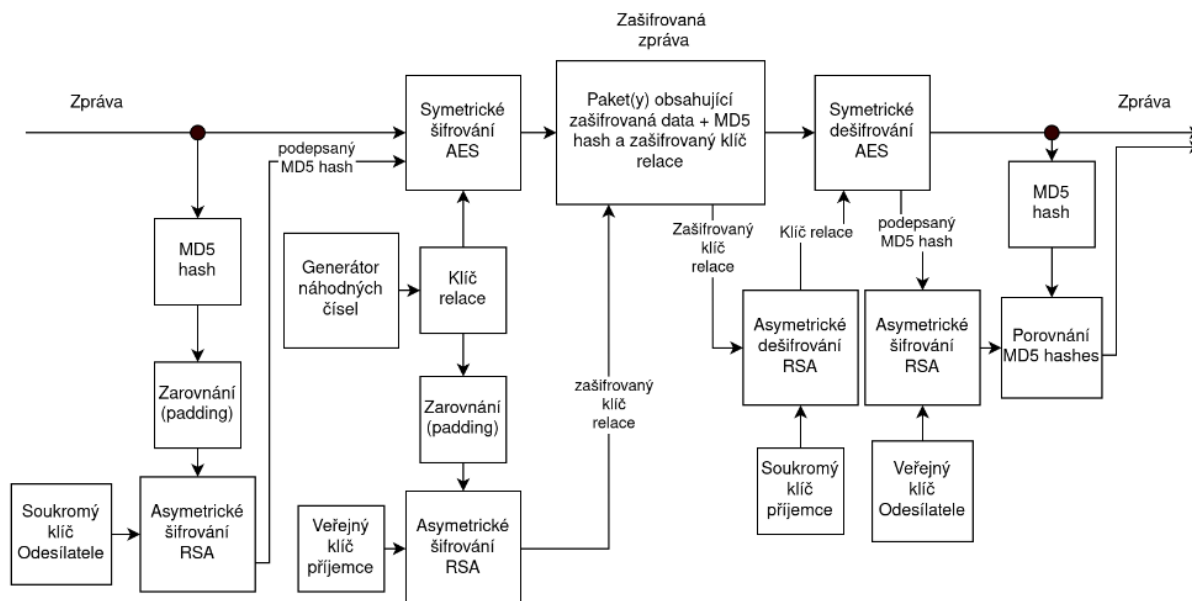 Zpráva
MD5
hash
Zarovnání
(padding)
Soukromý
klíč
Odesílatele
Asymetrické
šifrování
RSA
podepsaný
MD5 hash
Symetrické
šifrování
AES
Generátor
náhodných
čísel
Klíč
relace
Zarovnání
(padding)
Veřejný
klíč
příjemce
Asymetrické
šifrování
RSA
zašifrovaný
klíč
relace
Zašifrovaná
zpráva
Paket(y) obsahující
zašifrovaná data + MD5
hash a zašifrovaný klíč
relace
Zašifrovaný
klíč
relace
Symetrické
dešifrování
AES
Klíč relace
podepsaný
MD5 hash
Asymetrické
dešifrování
RSA
Soukromý
klíč
příjemce
Asymetrické
šifrování
RSA
Veřejný
klíč
Odesílatele
Zpráva
MD5
hash
Porovnání
MD5 hashes